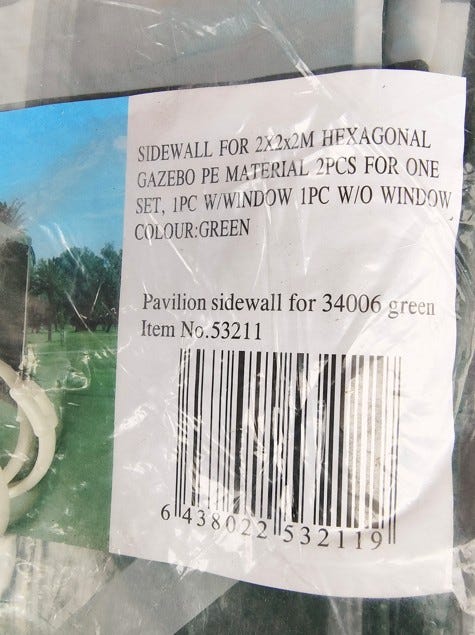 SIDEWALL FOR 2X2x2M HEXAGONAL
GAZEBO PE MATERIAL 2PCS FOR ONE
SET, 1PC W/WINDOW 1PC W/O WINDOW
COLOUR:GREEN
Pavilion sidewall for 34006 green
Item No.53211
6 438022 532119